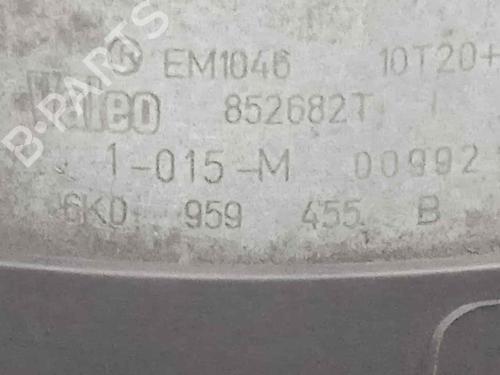 B-PARTS
R EM1046 10T20+
Valeo 852682T
1-015-M 00992
6K0 959 455 B